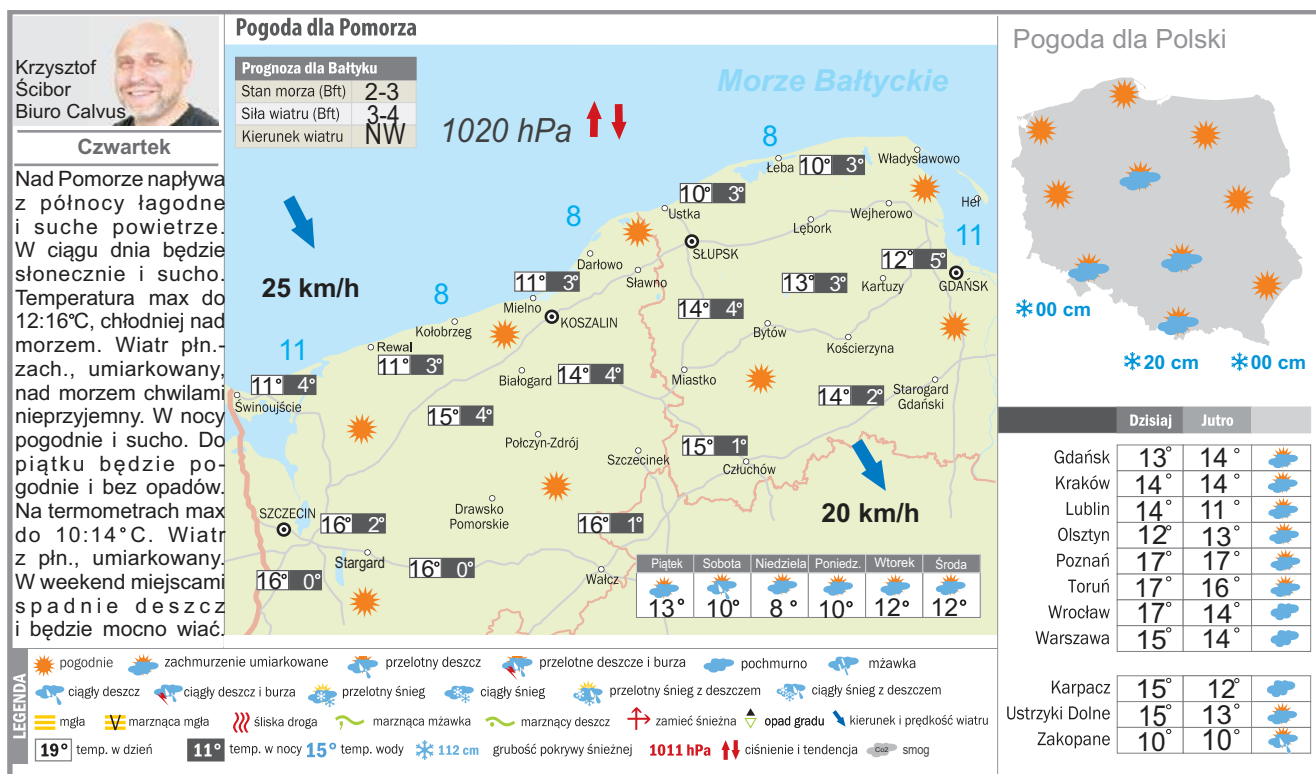 Krzysztof
Ścibor
Biuro Calvus
Czwartek
Nad Pomorze napływa
z północy łagodne
i suche powietrze.
W ciągu dnia będzie
słonecznie i sucho.
Temperatura max do
12:16°C, chłodniej nad
morzem. Wiatr płn.-
zach., umiarkowany,
nad morzem chwilami
nieprzyjemny. W nocy
pogodnie i sucho. Do
piątku będzie po-
godnie i bez opadów.
Na termometrach max
do 10:14°C. Wiatr
z płn., umiarkowany.
W weekend miejscami
spadnie deszcz
i będzie mocno wiać.
Pogoda dla Pomorza
Prognoza dla Bałtyku
Stan morza (Bft) 2-3
Siła wiatru (Bft) 3-4
Kierunek wiatru NW
Morze Bałtyckie
1020 hPa
8
Łeba 10° 3°
Władysławowo
Hel
11
10° 3°
Ustka
Wejherowo
Lębork
8
SŁUPSK
12° 5°
GDAŃSK
Darłowo
Sławno
13° 3°
Kartuzy
25 km/h
11° 3°
Mielno
8
KOSZALIN
14° 4°
Bytów
Kościerzyna
Kołobrzeg
11
Rewal
11° 3°
11° 4°
Świnoujście
Białogard
14° 4°
Miastko
14° 2°
Starogard
Gdański
15° 4°
Połczyn-Zdrój
Szczecinek
15° 1°
Człuchów
20 km/h
Drawsko
Pomorskie
SZCZECIN
16° 2°
16° 1°
Stargard
16° 0°
16° 0°
Wałcz
Piątek Sobota Niedziela Poniedz. Wtorek Środa
13° 10° 8° 10° 12° 12°
Pogoda dla Polski
00 cm
20 cm
00 cm
Dzisiaj Jutro
Gdańsk 13° 14°
Kraków 14° 14°
Lublin 14° 11°
Olsztyn 12° 13°
Poznań 17° 17°
Toruń 17° 16°
Wrocław 17° 14°
Warszawa 15° 14°
Karpacz 15° 12°
Ustrzyki Dolne 15° 13°
Zakopane 10° 10°
LEGENDA
pogodnie zachmurzenie umiarkowane przelotny deszcz przelotne deszcze i burza pochmurno mżawka
ciągły deszcz ciągły deszcz i burza przelotny śnieg ciągły śnieg przelotny śnieg z deszczem ciągły śnieg z deszczem
mgła marznąca mgła śliska droga marznąca mżawka marznący deszcz zamieć śnieżna opad gradu kierunek i prędkość wiatru
19° temp. w dzień 11° temp. w nocy 15° temp. wody 112 cm grubość pokrywy śnieżnej 1011 hPa ciśnienie i tendencja Co2 smog